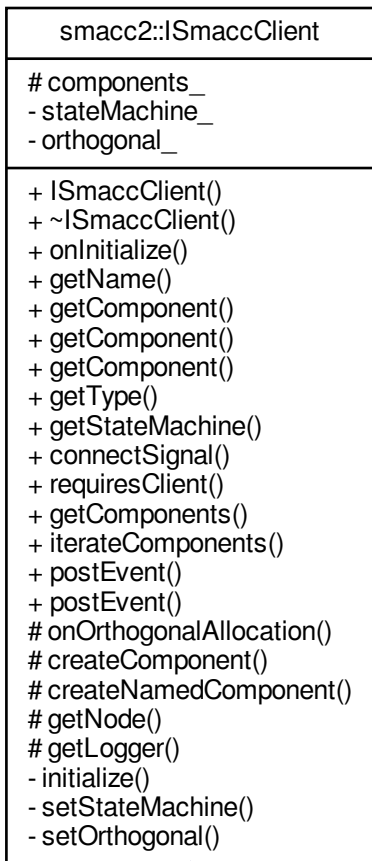 smacc2::ISmaccClient
# components_
- stateMachine_
- orthogonal_
+ ISmaccClient()
+ ~ISmaccClient()
+ onInitialize()
+ getName()
+ getComponent()
+ getComponent()
+ getComponent()
+ getType()
+ getStateMachine()
+ connectSignal()
+ requiresClient()
+ getComponents()
+ iterateComponents()
+ postEvent()
+ postEvent()
# onOrthogonalAllocation()
# createComponent()
# createNamedComponent()
# getNode()
# getLogger()
- initialize()
- setStateMachine()
- setOrthogonal()